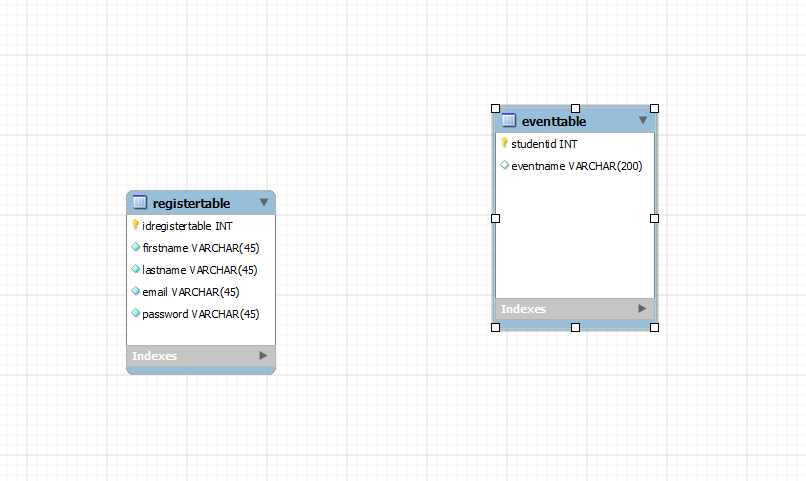 registertable
idregistertable INT
firstname VARCHAR(45)
lastname VARCHAR(45)
email VARCHAR(45)
password VARCHAR(45)
Indexes
eventtable
studentid INT
eventname VARCHAR(200)
Indexes